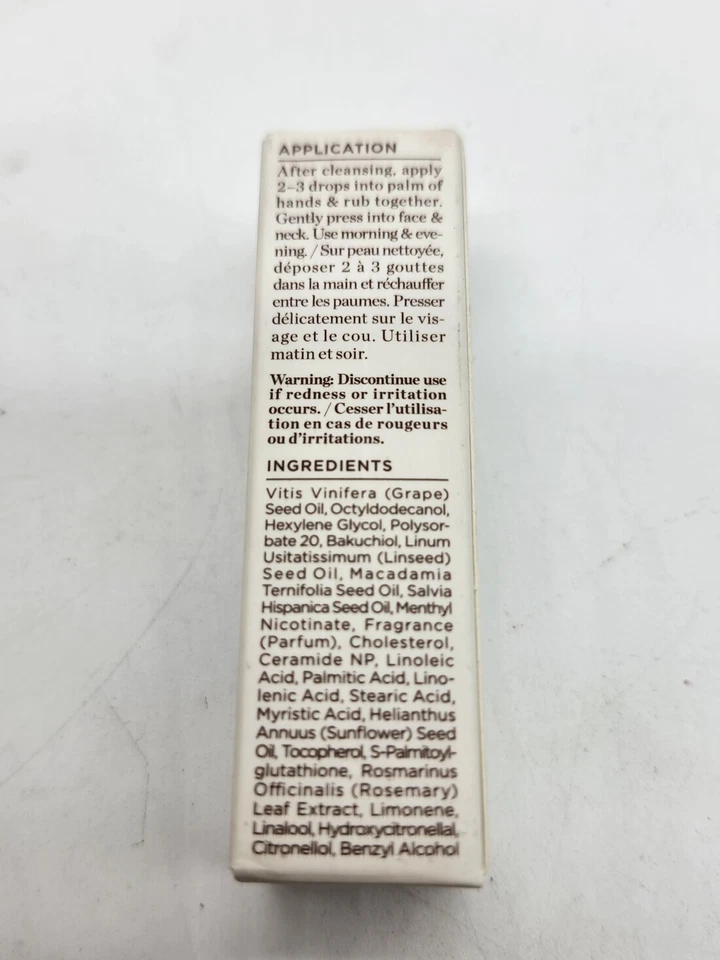 APPLICATION
After cleansing, apply
2–3 drops into palm of
hands & rub together.
Gently press into face &
neck. Use morning & eve-
ning. / Sur peau nettoyée,
déposer 2 à 3 gouttes
dans la main et réchauffer
entre les paumes. Presser
délicatement sur le vis-
age et le cou. Utiliser
matin et soir.
Warning: Discontinue use
if redness or irritation
occurs. / Cesser l'utilisa-
tion en cas de rougeurs
ou d'irritations.
INGREDIENTS
Vitis Vinifera (Grape)
Seed Oil, Octyldodecanol,
Hexylene Glycol, Polysor-
bate 20, Bakuchiol, Linum
Usitatissimum (Linseed)
Seed Oil, Macadamia
Ternifolia Seed Oil, Salvia
Hispanica Seed Oil, Menthyl
Nicotinate, Fragrance
(Parfum), Cholesterol,
Ceramide NP, Linoleic
Acid, Palmitic Acid, Lino-
lenic Acid, Stearic Acid,
Myristic Acid, Helianthus
Annuus (Sunflower) Seed
Oil, Tocopherol, S-Palmitoyl-
glutathione, Rosmarinus
Officinalis (Rosemary)
Leaf Extract, Limonene,
Linalool, Hydroxycitronellal,
Citronellol, Benzyl Alcohol